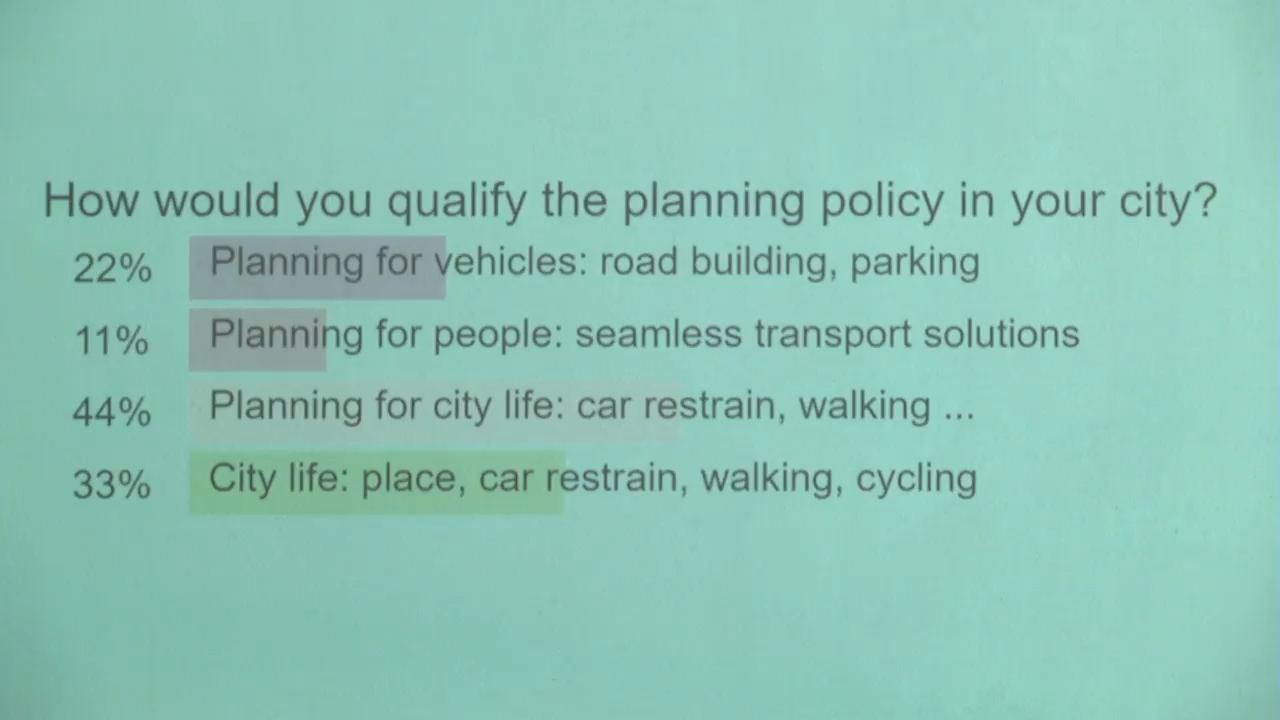 How would you qualify the planning policy in your city?
22% Planning for vehicles: road building, parking
11% Planning for people: seamless transport solutions
44% Planning for city life: car restrain, walking ...
33% City life: place, car restrain, walking, cycling